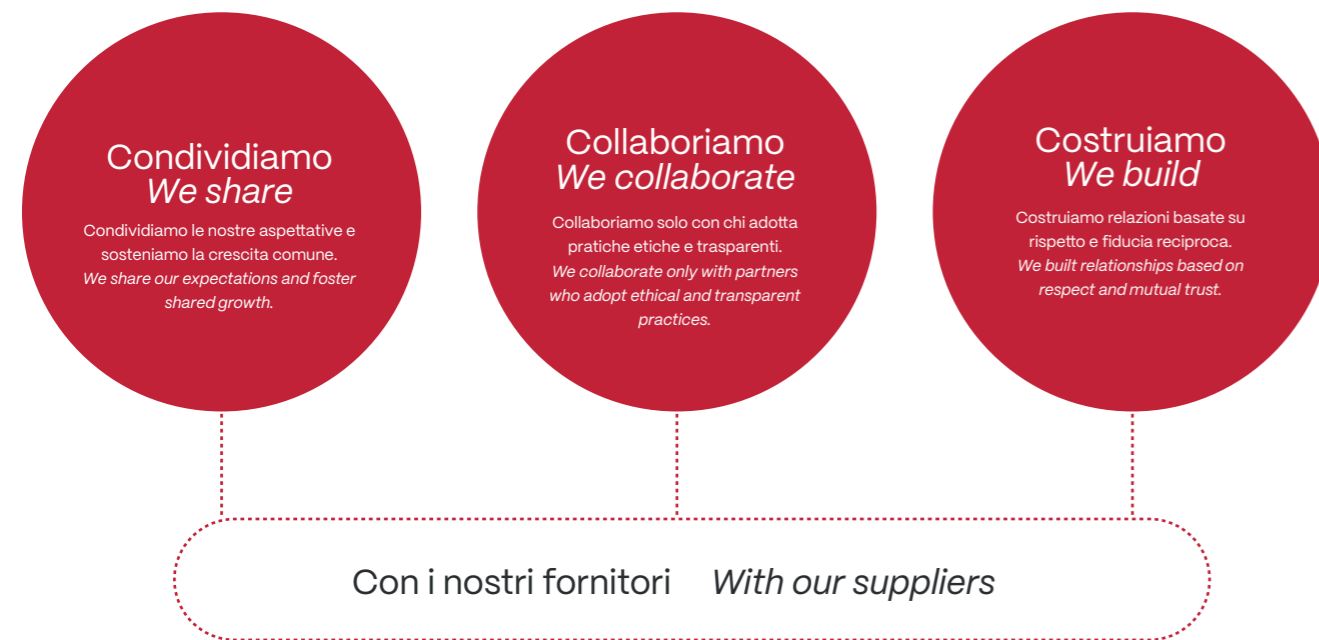 Condividiamo
We share
Condividiamo le nostre aspettative e
sosteniamo la crescita comune.
We share our expectations and foster
shared growth.
Collaboriamo
We collaborate
Collaboriamo solo con chi adotta
pratiche etiche e trasparenti.
We collaborate only with partners
who adopt ethical and transparent
practices.
Costruiamo
We build
Costruiamo relazioni basate su
rispetto e fiducia reciproca.
We built relationships based on
respect and mutual trust.
Con i nostri fornitori With our suppliers